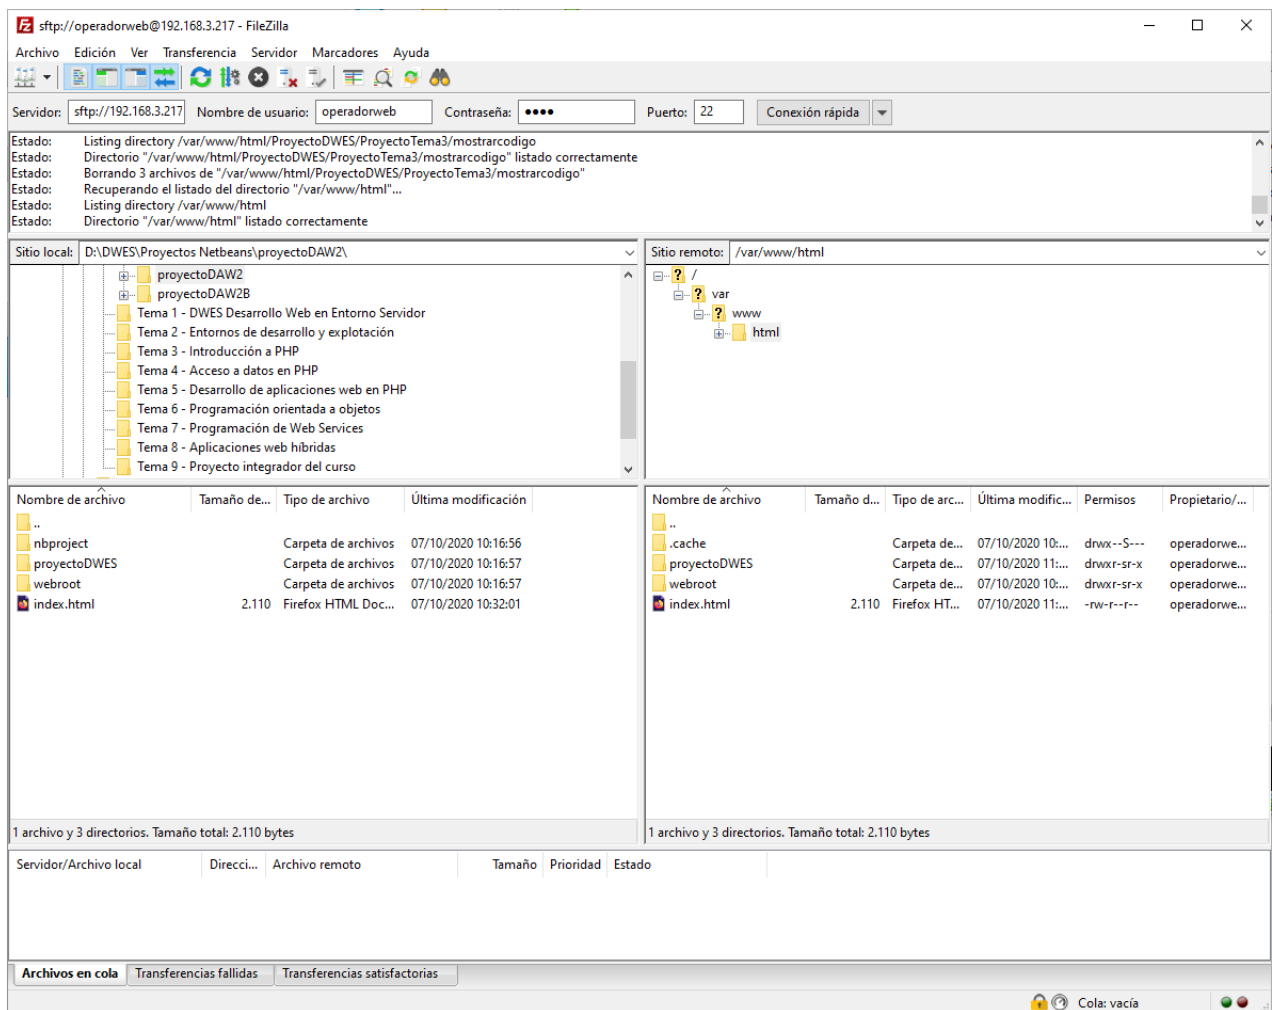 sftp://operadorweb@192.168.3.217 - FileZilla
Archivo Edición Ver Transferencia Servidor Marcadores Ayuda
Servidor: sftp://192.168.3.217 Nombre de usuario: operadorweb Contraseña: •••• Puerto: 22 Conexión rápida
Estado: Listing directory /var/www/html/ProyectoDWES/ProyectoTema3/mostrarcodigo
Estado: Directorio "/var/www/html/ProyectoDWES/ProyectoTema3/mostrarcodigo" listado correctamente
Estado: Borrando 3 archivos de "/var/www/html/ProyectoDWES/ProyectoTema3/mostrarcodigo"
Estado: Recuperando el listado del directorio "/var/www/html"...
Estado: Listing directory /var/www/html
Estado: Directorio "/var/www/html" listado correctamente
Sitio local: D:\DWES\Proyectos Netbeans\proyectoDAW2\
proyectoDAW2
proyectoDAW2B
Tema 1 - DWES Desarrollo Web en Entorno Servidor
Tema 2 - Entornos de desarrollo y explotación
Tema 3 - Introducción a PHP
Tema 4 - Acceso a datos en PHP
Tema 5 - Desarrollo de aplicaciones web en PHP
Tema 6 - Programación orientada a objetos
Tema 7 - Programación de Web Services
Tema 8 - Aplicaciones web híbridas
Tema 9 - Proyecto integrador del curso
Sitio remoto: /var/www/html
/
var
www
html
Nombre de archivo Tamaño de... Tipo de archivo Última modificación
..
nbproject Carpeta de archivos 07/10/2020 10:16:56
proyectoDWES Carpeta de archivos 07/10/2020 10:16:57
webroot Carpeta de archivos 07/10/2020 10:16:57
index.html 2.110 Firefox HTML Doc... 07/10/2020 10:32:01
1 archivo y 3 directorios. Tamaño total: 2.110 bytes
Nombre de archivo Tamaño d... Tipo de arc... Última modific... Permisos Propietario/...
..
.cache Carpeta de... 07/10/2020 10:... drwx--S--- operadorwe...
proyectoDWES Carpeta de... 07/10/2020 11:... drwxr-sr-x operadorwe...
webroot Carpeta de... 07/10/2020 10:... drwxr-sr-x operadorwe...
index.html 2.110 Firefox HT... 07/10/2020 11:... -rw-r--r-- operadorwe...
1 archivo y 3 directorios. Tamaño total: 2.110 bytes
Servidor/Archivo local Direcci... Archivo remoto Tamaño Prioridad Estado
Archivos en cola Transferencias fallidas Transferencias satisfactorias
Cola: vacía